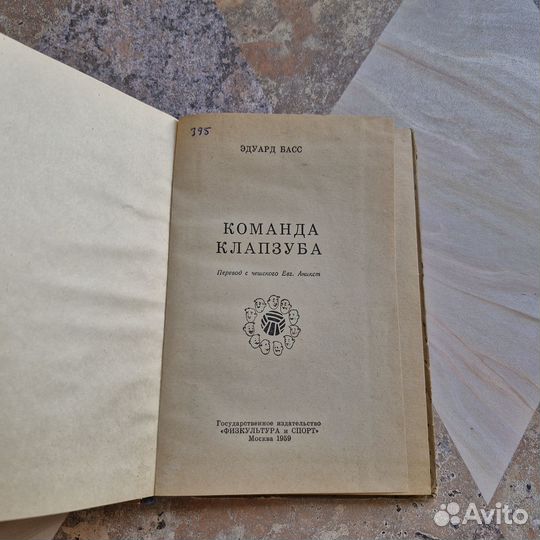 395
ЭДУАРД БАСС
КОМАНДА
КЛАПЗУБА
Перевод с чешского Евг. Аникст
Государственное издательство
«ФИЗКУЛЬТУРА и СПОРТ»
Москва 1959
Avito